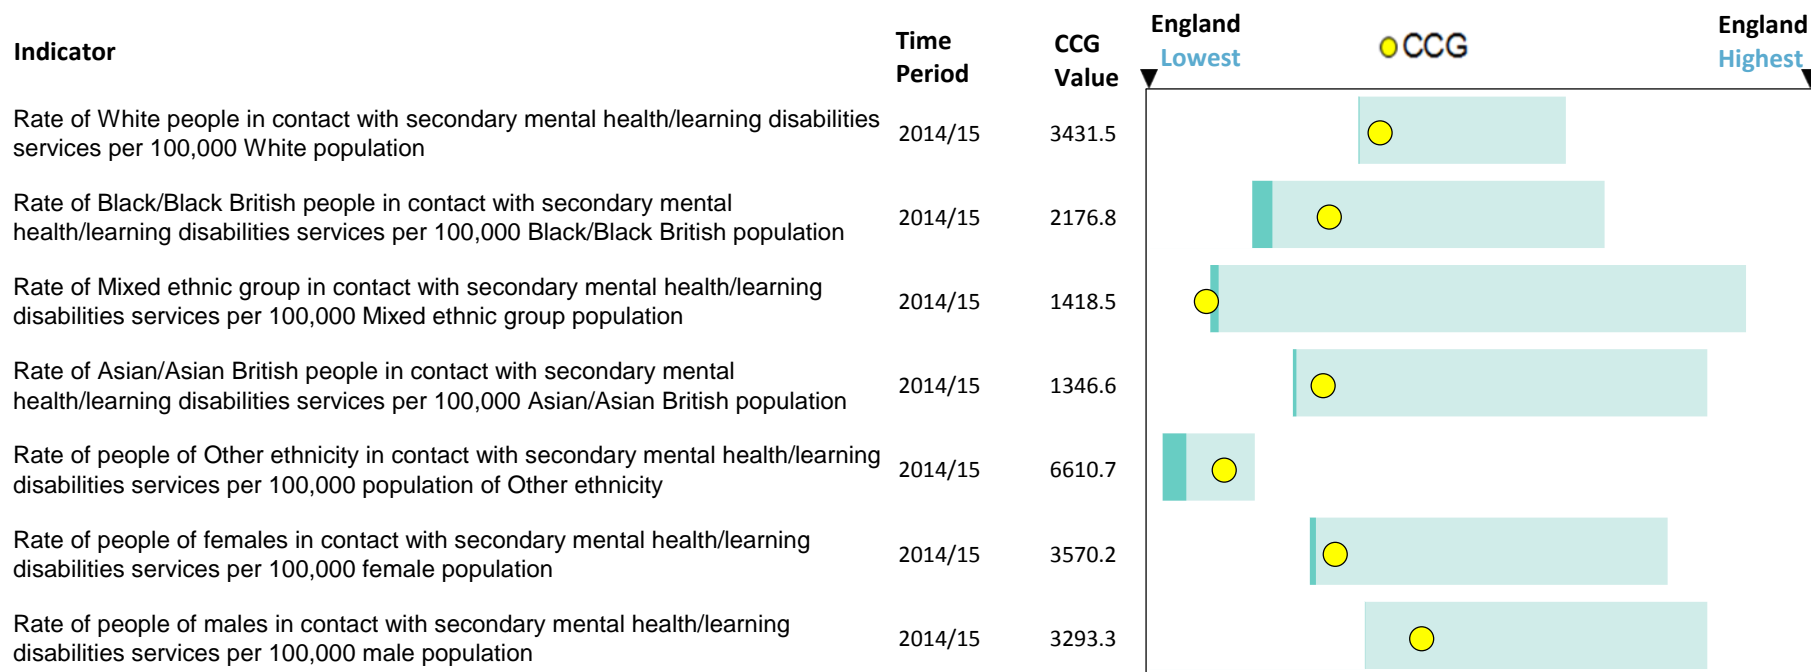 Indicator
Time Period
CCG Value
England Lowest
CCG
England Highest
Rate of White people in contact with secondary mental health/learning disabilities
services per 100,000 White population
2014/15
3431.5
Rate of Black/Black British people in contact with secondary mental
health/learning disabilities services per 100,000 Black/Black British population
2014/15
2176.8
Rate of Mixed ethnic group in contact with secondary mental health/learning
disabilities services per 100,000 Mixed ethnic group population
2014/15
1418.5
Rate of Asian/Asian British people in contact with secondary mental
health/learning disabilities services per 100,000 Asian/Asian British population
2014/15
1346.6
Rate of people of Other ethnicity in contact with secondary mental health/learning
disabilities services per 100,000 population of Other ethnicity
2014/15
6610.7
Rate of people of females in contact with secondary mental health/learning
disabilities services per 100,000 female population
2014/15
3570.2
Rate of people of males in contact with secondary mental health/learning
disabilities services per 100,000 male population
2014/15
3293.3